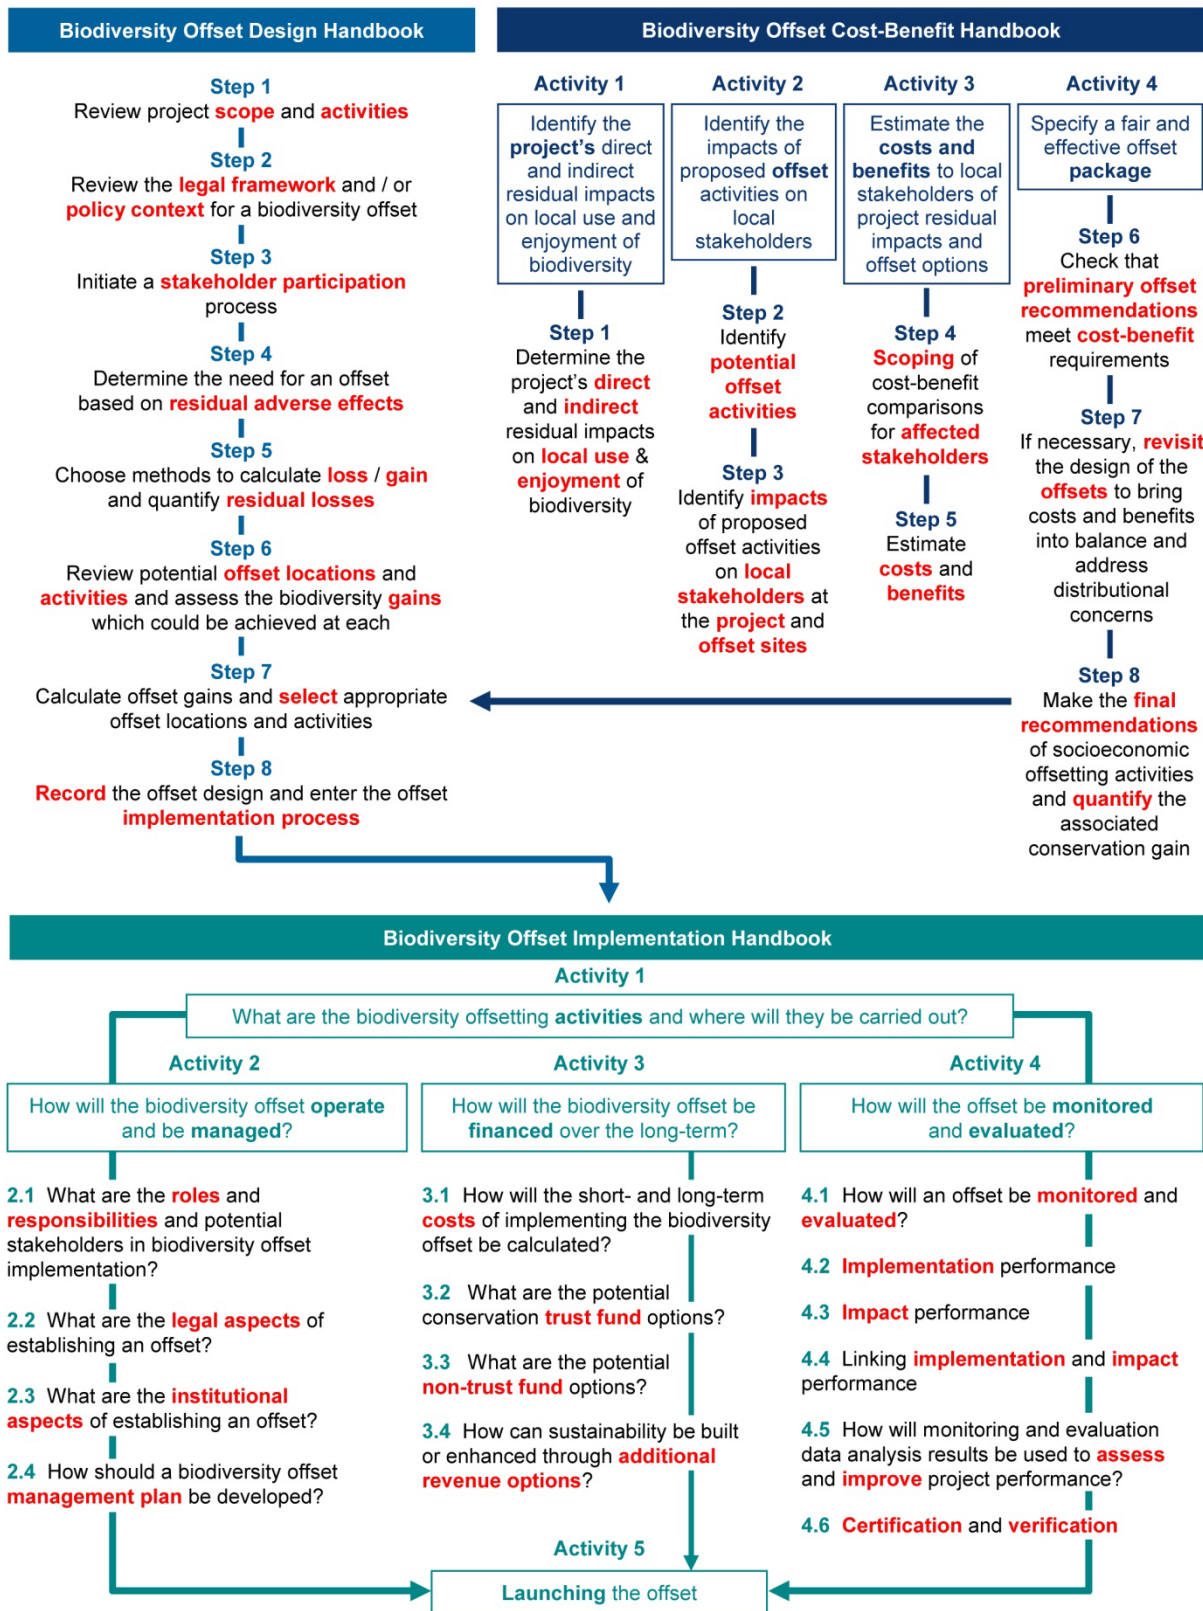 Biodiversity Offset Design Handbook
Step 1
Review project scope and activities
Step 2
Review the legal framework and / or
policy context for a biodiversity offset
Step 3
Initiate a stakeholder participation
process
Step 4
Determine the need for an offset
based on residual adverse effects
Step 5
Choose methods to calculate loss / gain
and quantify residual losses
Step 6
Review potential offset locations and
activities and assess the biodiversity gains
which could be achieved at each
Step 7
Calculate offset gains and select appropriate
offset locations and activities
Step 8
Record the offset design and enter the offset
implementation process
Biodiversity Offset Cost-Benefit Handbook
Activity 1
Identify the
project's direct
and indirect
residual impacts
on local use and
enjoyment of
biodiversity
Step 1
Determine the
project's direct
and indirect
residual impacts
on local use &
enjoyment of
biodiversity
Activity 2
Identify the
impacts of
proposed offset
activities on
local
stakeholders
Step 2
Identify
potential
offset
activities
Step 3
Identify impacts
of proposed
offset activities
on local
stakeholders at
the project and
offset sites
Activity 3
Estimate the
costs and
benefits to local
stakeholders of
project residual
impacts and
offset options
Step 4
Scoping of
cost-benefit
comparisons
for affected
stakeholders
Step 5
Estimate
costs and
benefits
Activity 4
Specify a fair and
effective offset
package
Step 6
Check that
preliminary offset
recommendations
meet cost-benefit
requirements
Step 7
If necessary, revisit
the design of the
offsets to bring
costs and benefits
into balance and
address
distributional
concerns
Step 8
Make the final
recommendations
of socioeconomic
offsetting activities
and quantify the
associated
conservation gain
Biodiversity Offset Implementation Handbook
Activity 1
What are the biodiversity offsetting activities and where will they be carried out?
Activity 2
How will the biodiversity offset operate
and be managed?
2.1 What are the roles and
responsibilities and potential
stakeholders in biodiversity offset
implementation?
2.2 What are the legal aspects of
establishing an offset?
2.3 What are the institutional
aspects of establishing an offset?
2.4 How should a biodiversity offset
management plan be developed?
Activity 3
How will the biodiversity offset be
financed over the long-term?
3.1 How will the short- and long-term
costs of implementing the biodiversity
offset be calculated?
3.2 What are the potential
conservation trust fund options?
3.3 What are the potential
non-trust fund options?
3.4 How can sustainability be built
or enhanced through additional
revenue options?
Activity 4
How will the offset be monitored
and evaluated?
4.1 How will an offset be monitored and
evaluated?
4.2 Implementation performance
4.3 Impact performance
4.4 Linking implementation and impact
performance
4.5 How will monitoring and evaluation
data analysis results be used to assess
and improve project performance?
4.6 Certification and verification
Activity 5
Launching the offset